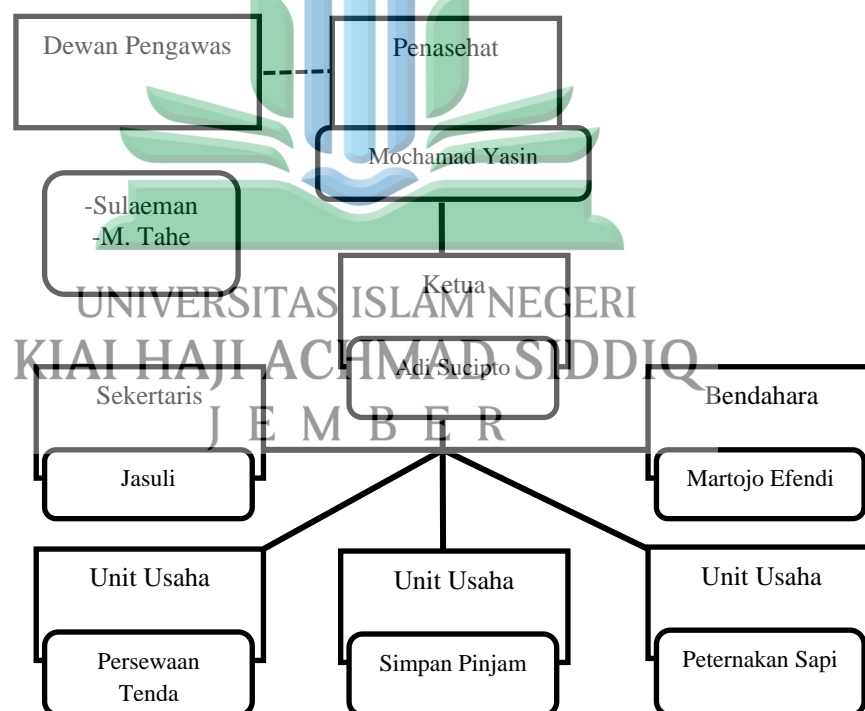 Dewan Pengawas
Penasehat
Mochamad Yasin
-Sulaeman
-M. Tahe
Ketua
UNIVERSITAS ISLAM NEGERI
KIAI HAJI ACHMAD SIDDIQ
Adi Sucipto
Sekertaris
Bendahara
J E M B E R
Jasuli
Martojo Efendi
Unit Usaha
Unit Usaha
Unit Usaha
Persewaan
Tenda
Simpan Pinjam
Peternakan Sapi